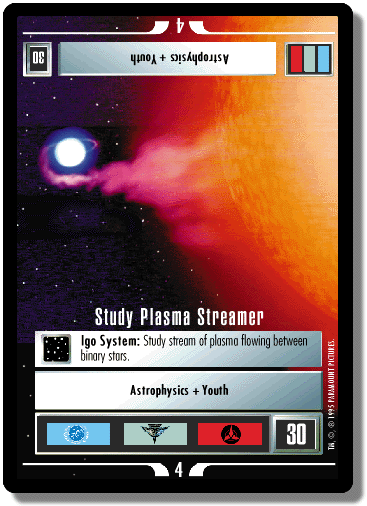 4
Astrophysics + Youth
30
Study Plasma Streamer
Igo System: Study stream of plasma flowing between
binary stars.
Astrophysics + Youth
30
4
TM, ©, ® 1995 PARAMOUNT PICTURES.